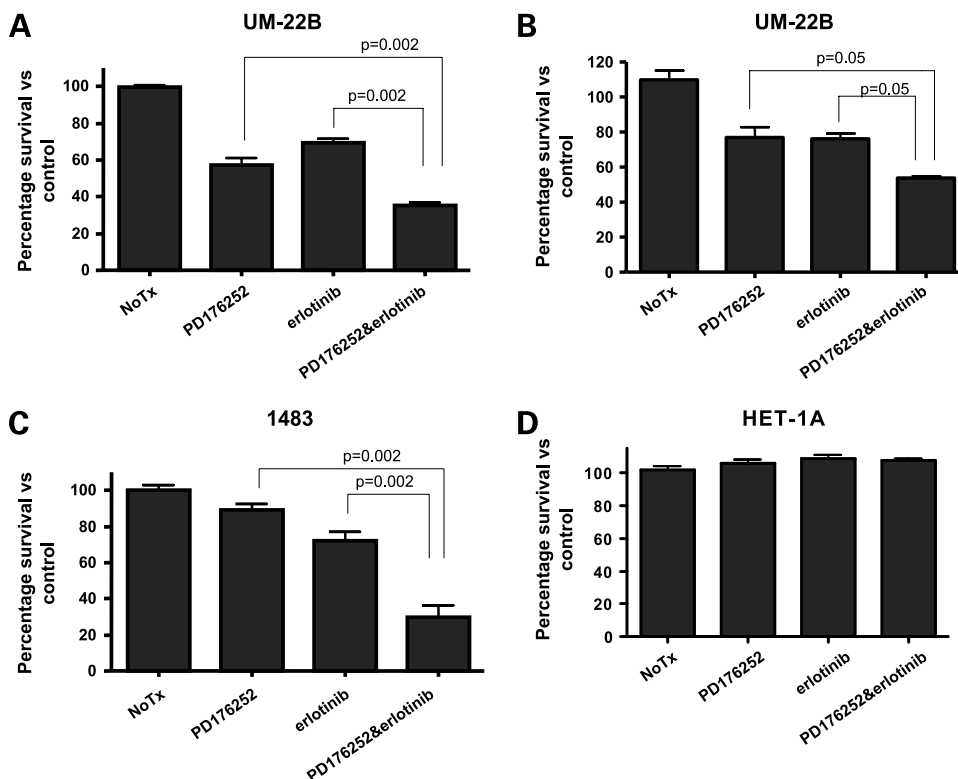 A
UM-22B
Percentage survival vs
control
100
80
60
40
20
0
p=0.002
p=0.002
NoTx
PD176252
erlotinib
PD176252&erlotinib
B
UM-22B
Percentage survival vs
control
120
100
80
60
40
20
0
p=0.05
p=0.05
NoTx
PD176252
erlotinib
PD176252&erlotinib
C
1483
Percentage survival vs
control
100
80
60
40
20
0
p=0.002
p=0.002
NoTx
PD176252
erlotinib
PD176252&erlotinib
D
HET-1A
Percentage survival vs
control
100
80
60
40
20
0
NoTx
PD176252
erlotinib
PD176252&erlotinib